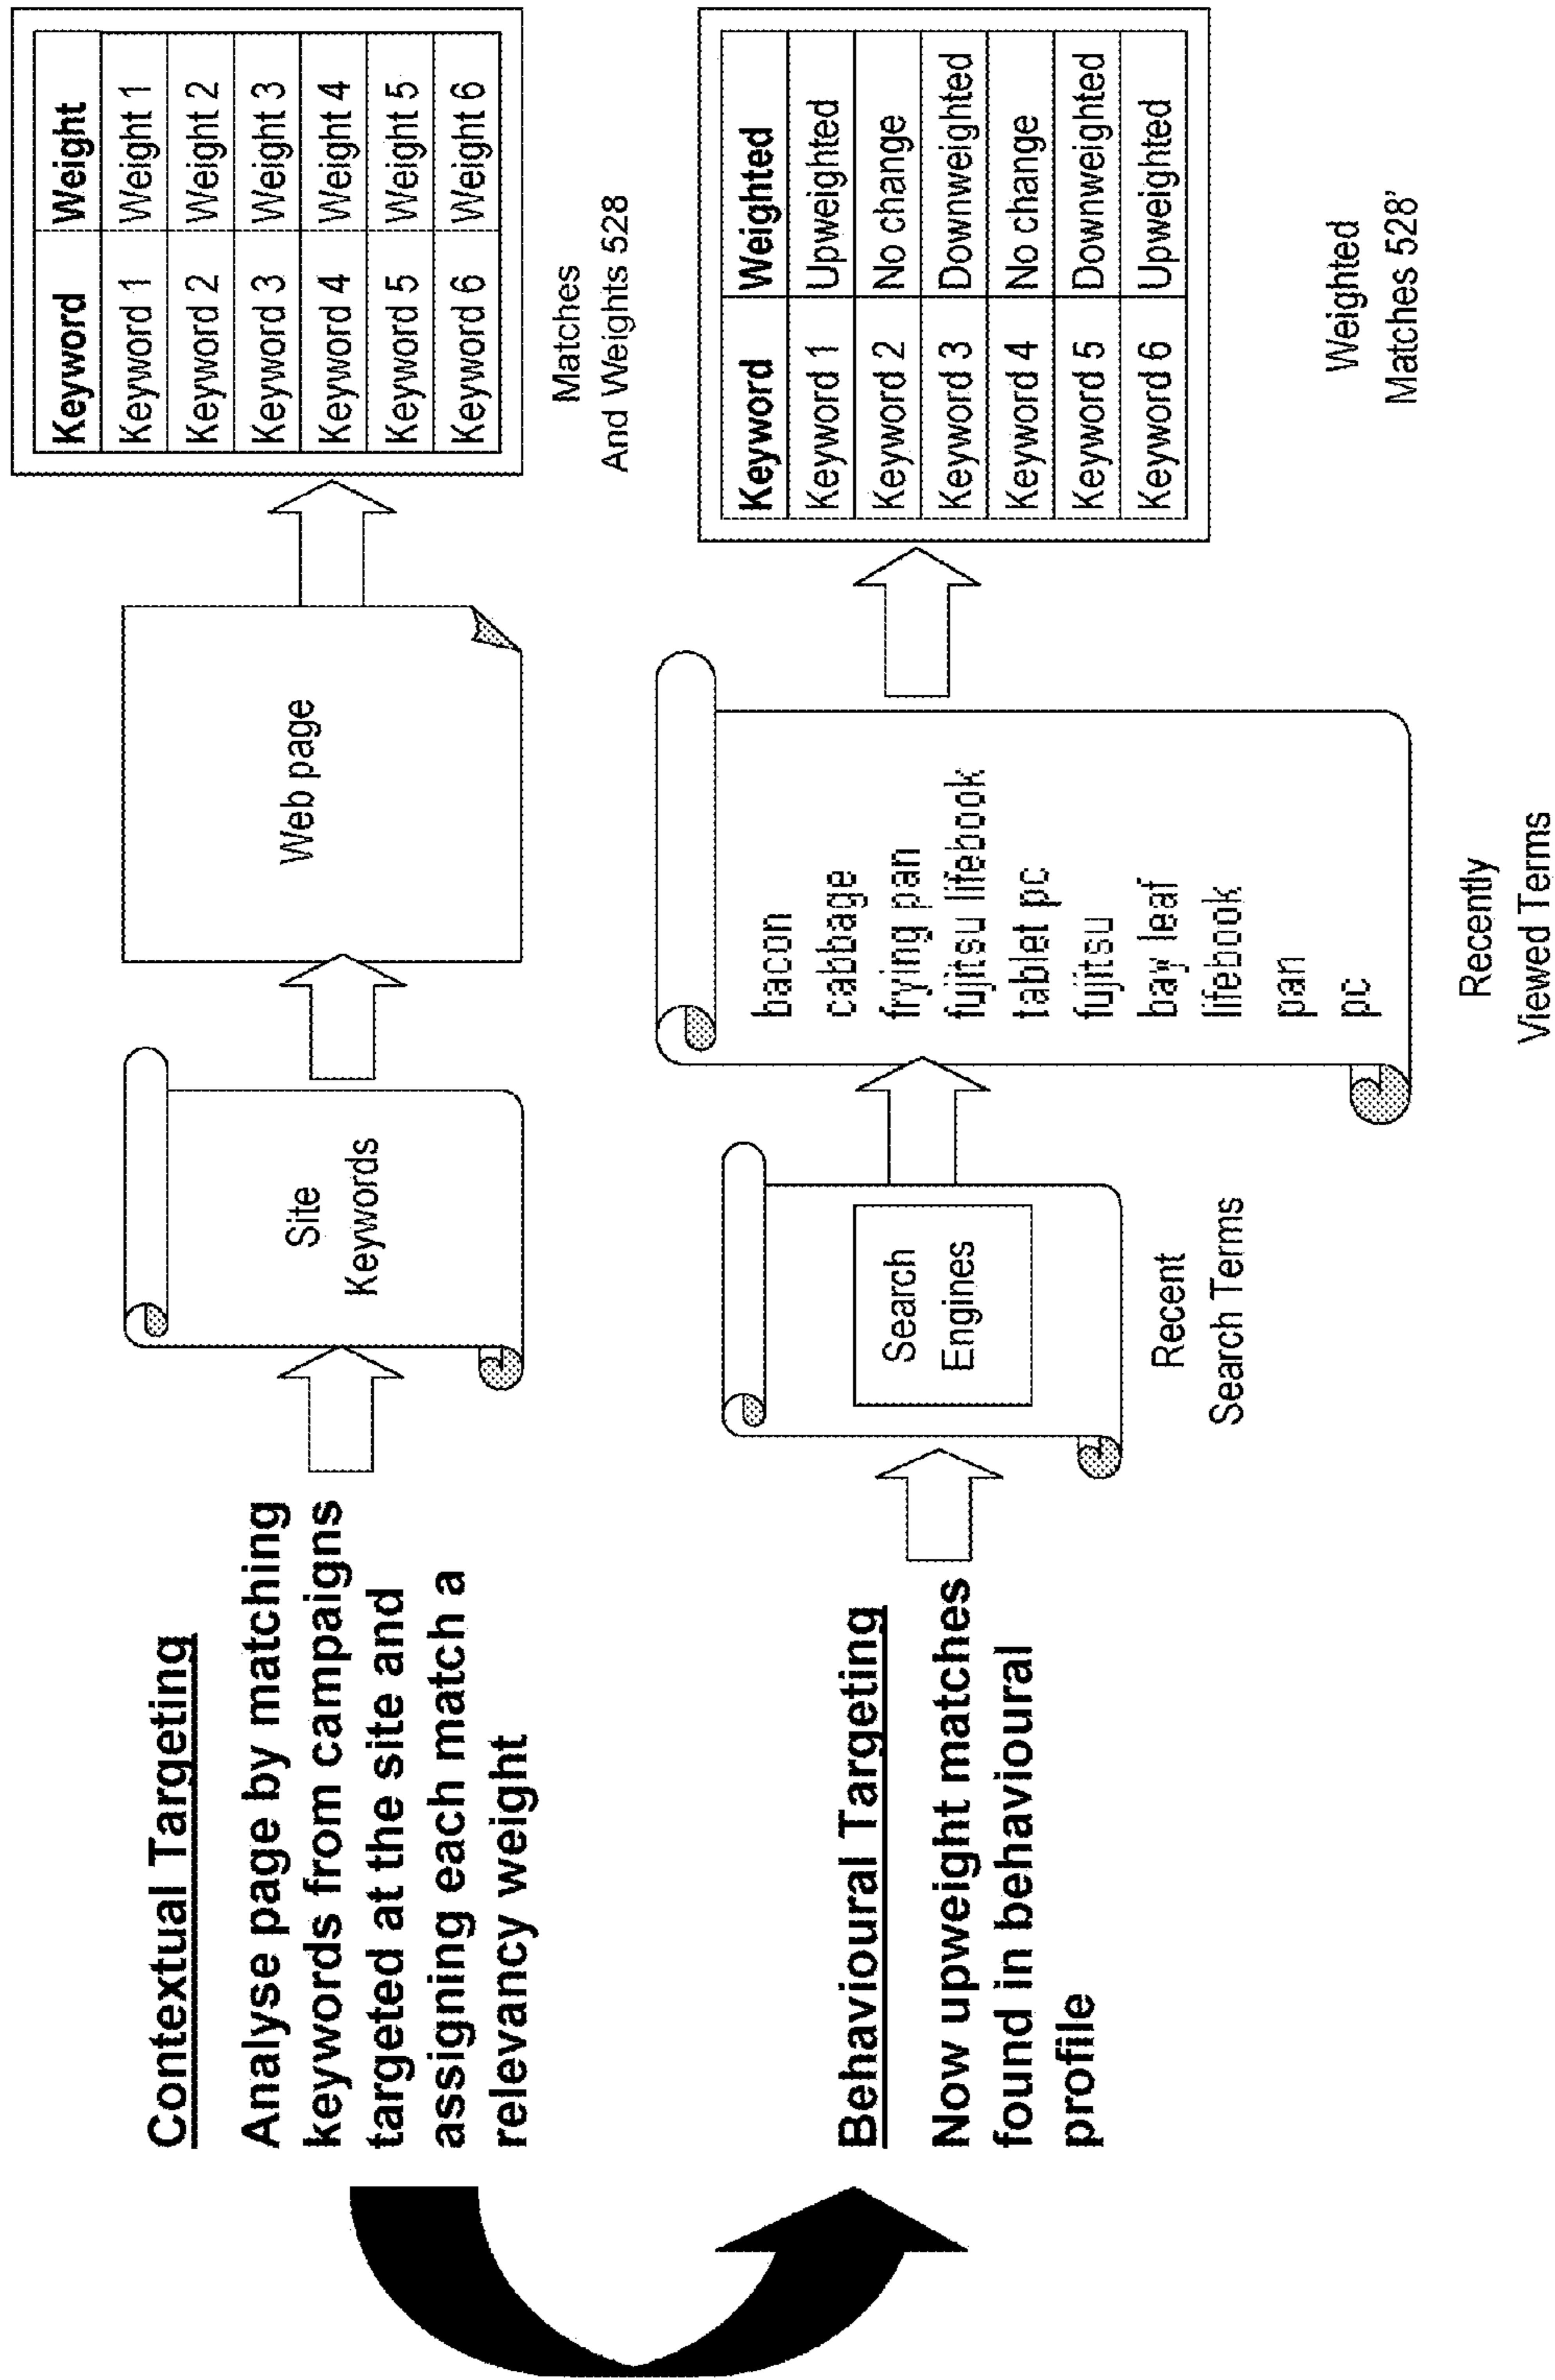 Contextual Targeting
Analyse page by matching
keywords from campaigns
targeted at the site and
assigning each match a
relevancy weight
Site
Keywords
Web page
Keyword Weight
Keyword 1 Weight 1
Keyword 2 Weight 2
Keyword 3 Weight 3
Keyword 4 Weight 4
Keyword 5 Weight 5
Keyword 6 Weight 6
Matches
And Weights 528
Behavioural Targeting
Now upweight matches
found in behavioural
profile
Search
Engines
Recent
Search Terms
bacon
cabbage
frying pan
fujitsu lifebook
tablet pc
fujitsu
bay leaf
lifebook
pan
pc
Recently
Viewed Terms
Keyword Weighted
Keyword 1 Upweighted
Keyword 2 No change
Keyword 3 Downweighted
Keyword 4 No change
Keyword 5 Downweighted
Keyword 6 Upweighted
Weighted
Matches 528'